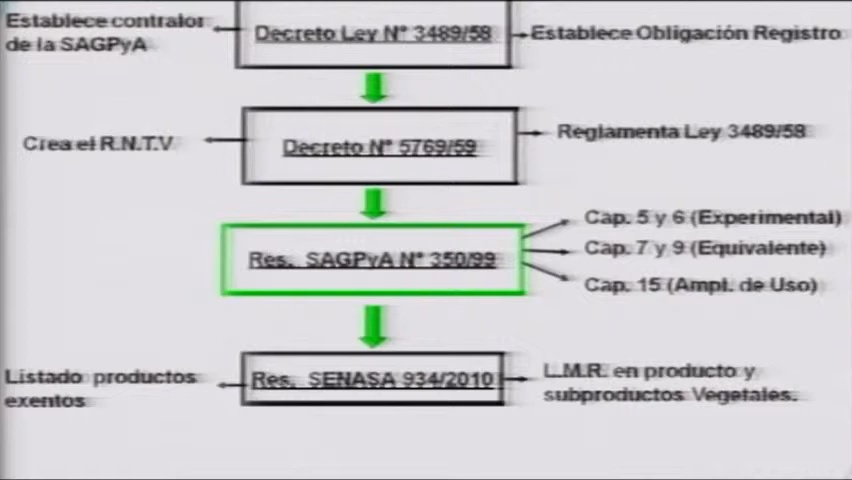 Establece contralor
de la SAGPyA
Decreto Ley N° 3489/58
Establece Obligación Registro
Crea el R.N.T.V
Decreto N° 5769/59
Reglamenta Ley 3489/58
Res. SAGPyA N° 350/99
Cap. 5 y 6 (Experimental)
Cap. 7 y 9 (Equivalente)
Cap. 15 (Ampl. de Uso)
Listado productos
exentos
Res. SENASA 934/2010
L.M.R. en producto y
subproductos Vegetales.